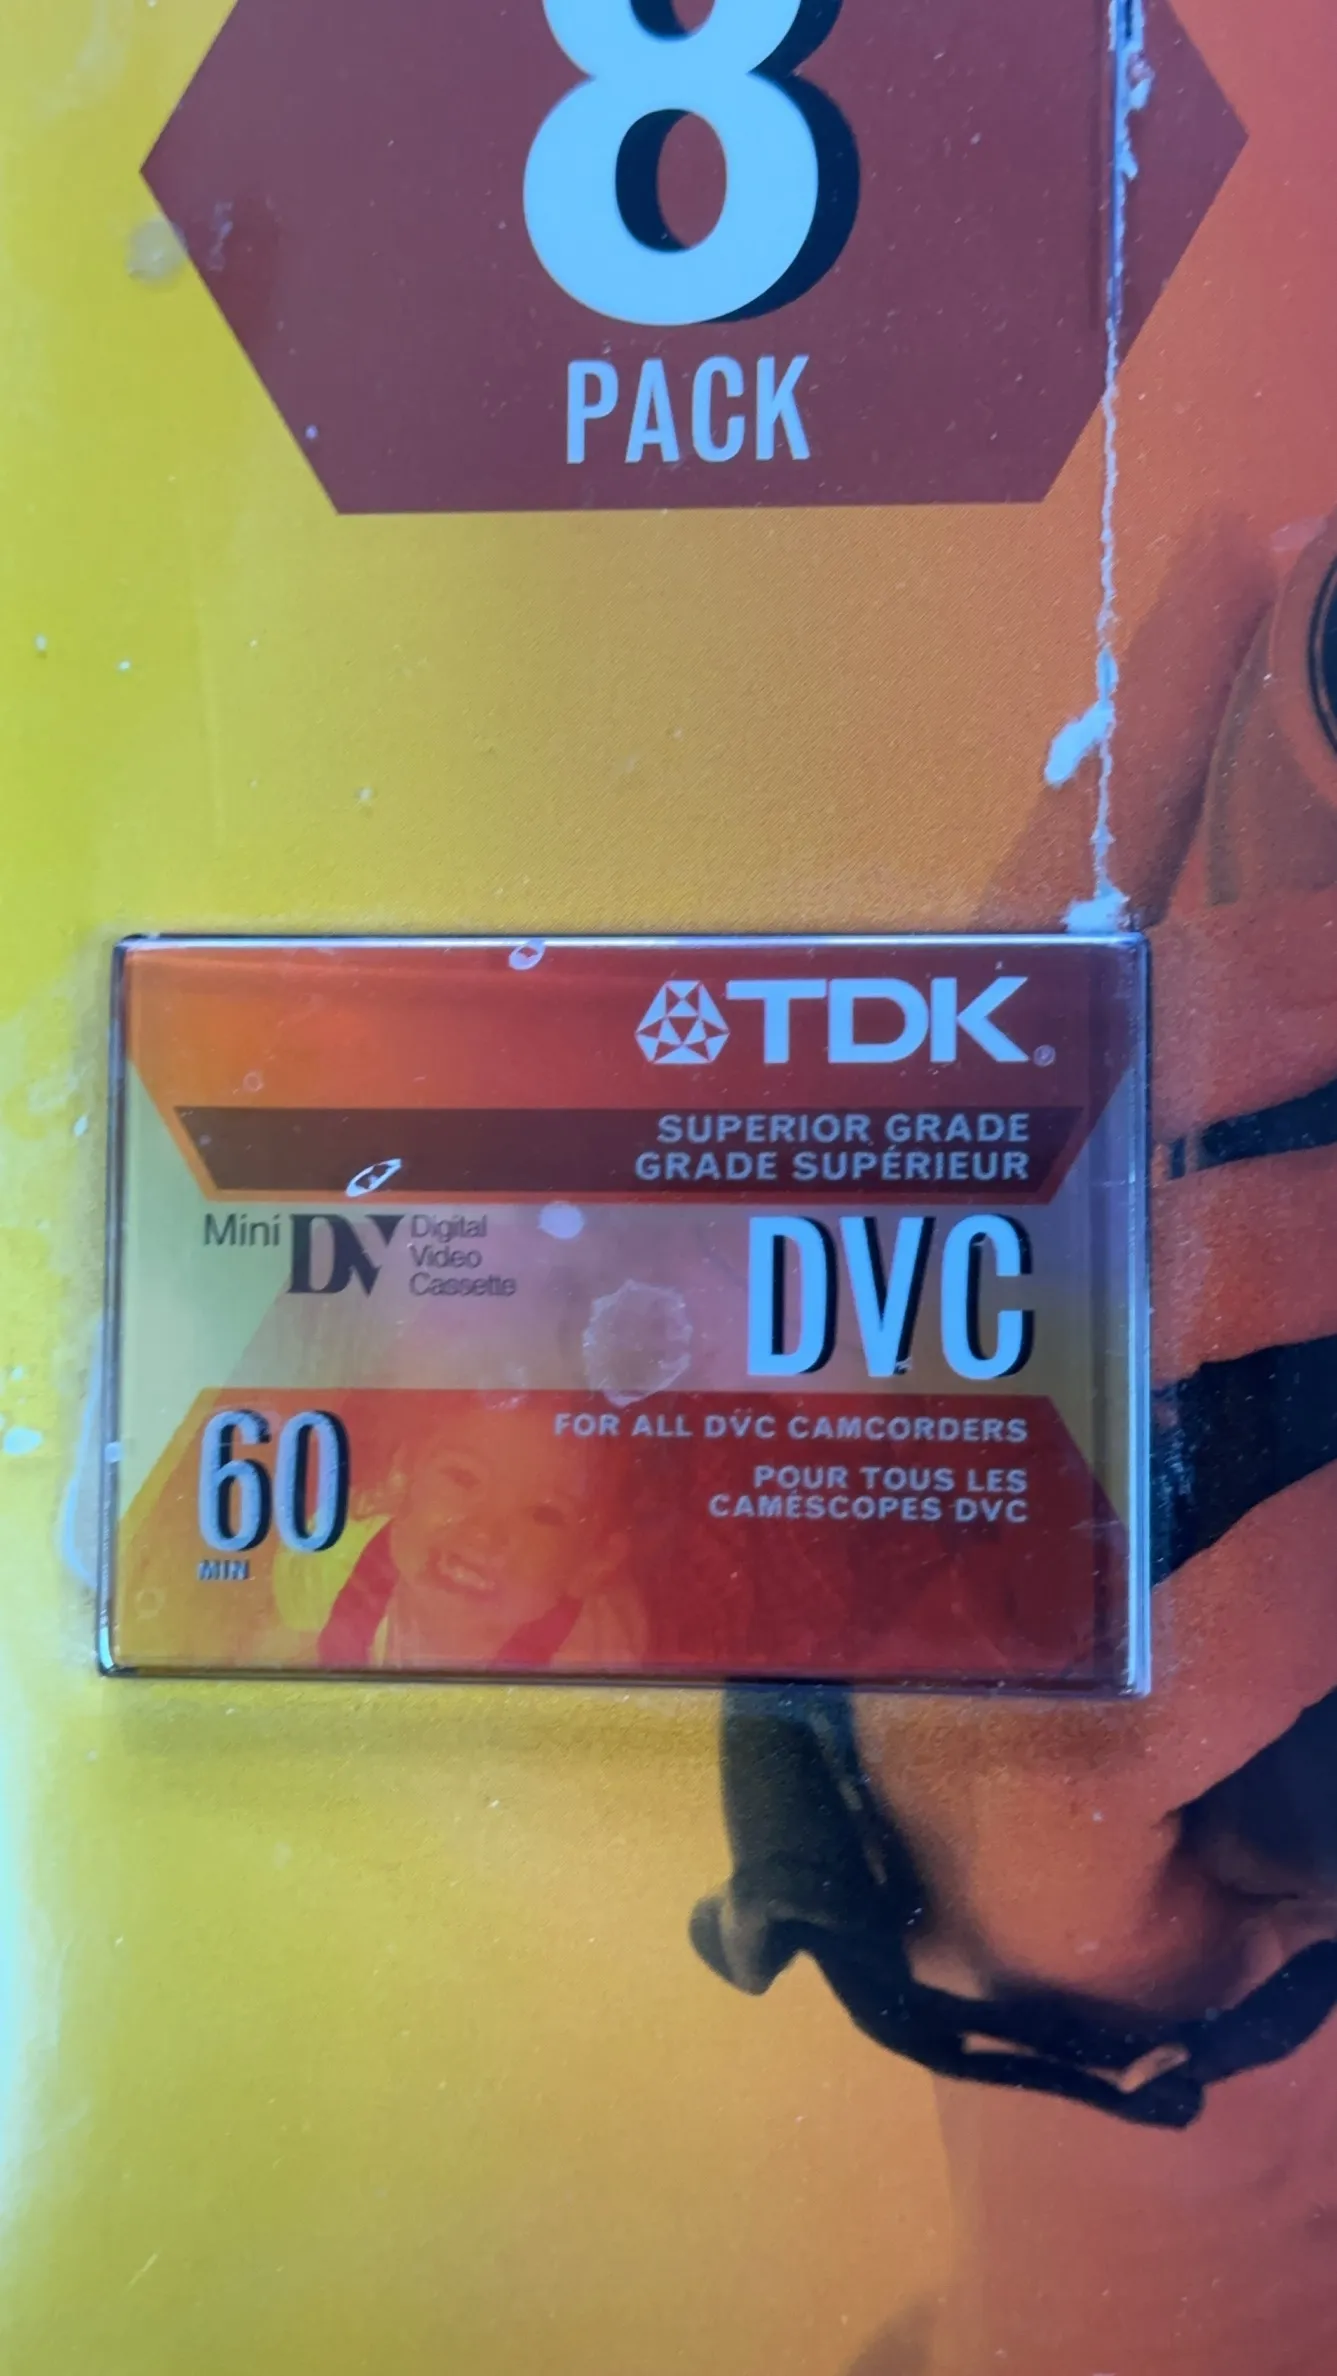 8
PACK
TDK®
SUPERIOR GRADE
GRADE SUPÉRIEUR
Mini DV Digital
Video
Cassette
DVC
60
MIN
FOR ALL DVC CAMCORDERS
POUR TOUS LES
CAMÉSCOPES DVC